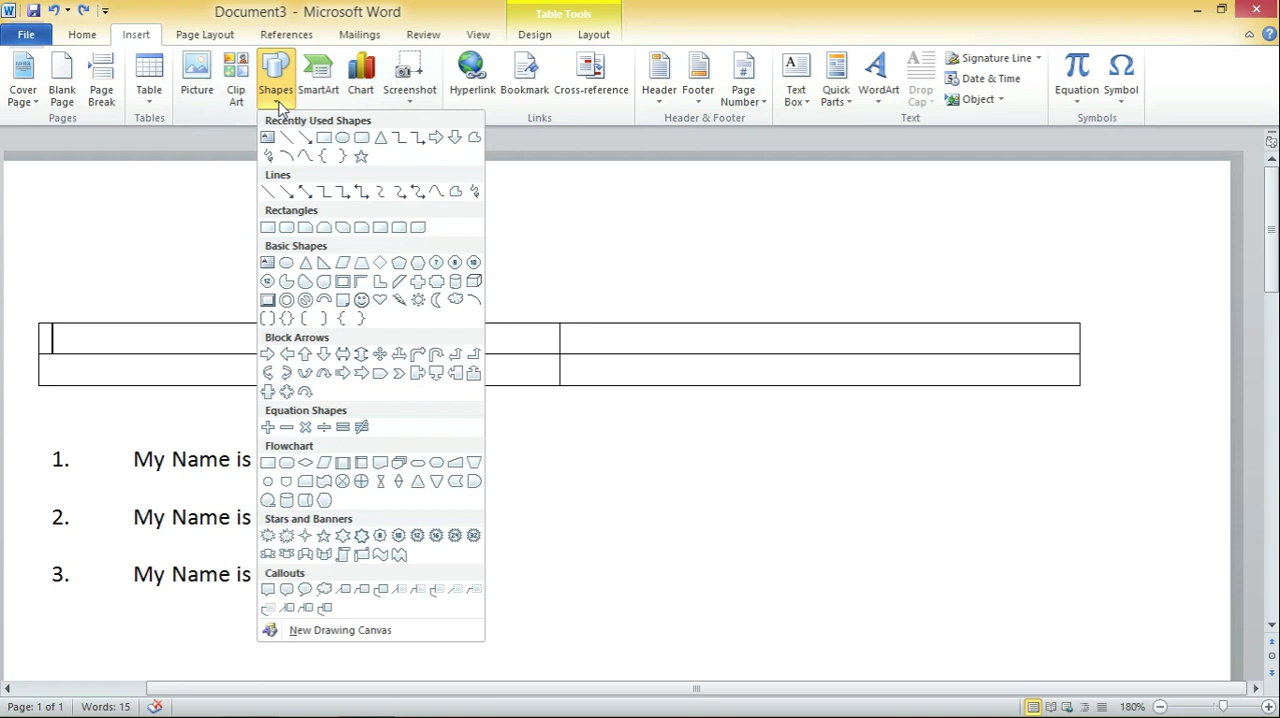 Document3 - Microsoft Word
Table Tools
File Home Insert Page Layout References Mailings Review View Design Layout
Cover Page
Blank Page
Page Break
Table
Picture
Clip Art
Shapes
SmartArt
Chart
Screenshot
Hyperlink
Bookmark
Cross-reference
Header
Footer
Page Number
Text Box
Quick Parts
WordArt
Drop Cap
Signature Line
Date & Time
Object
Equation
Symbol
Pages
Tables
Links
Header & Footer
Text
Symbols
Recently Used Shapes
Lines
Rectangles
Basic Shapes
Block Arrows
Equation Shapes
Flowchart
Stars and Banners
Callouts
New Drawing Canvas
1. My Name is
2. My Name is
3. My Name is
Page: 1 of 1 Words: 15 180%